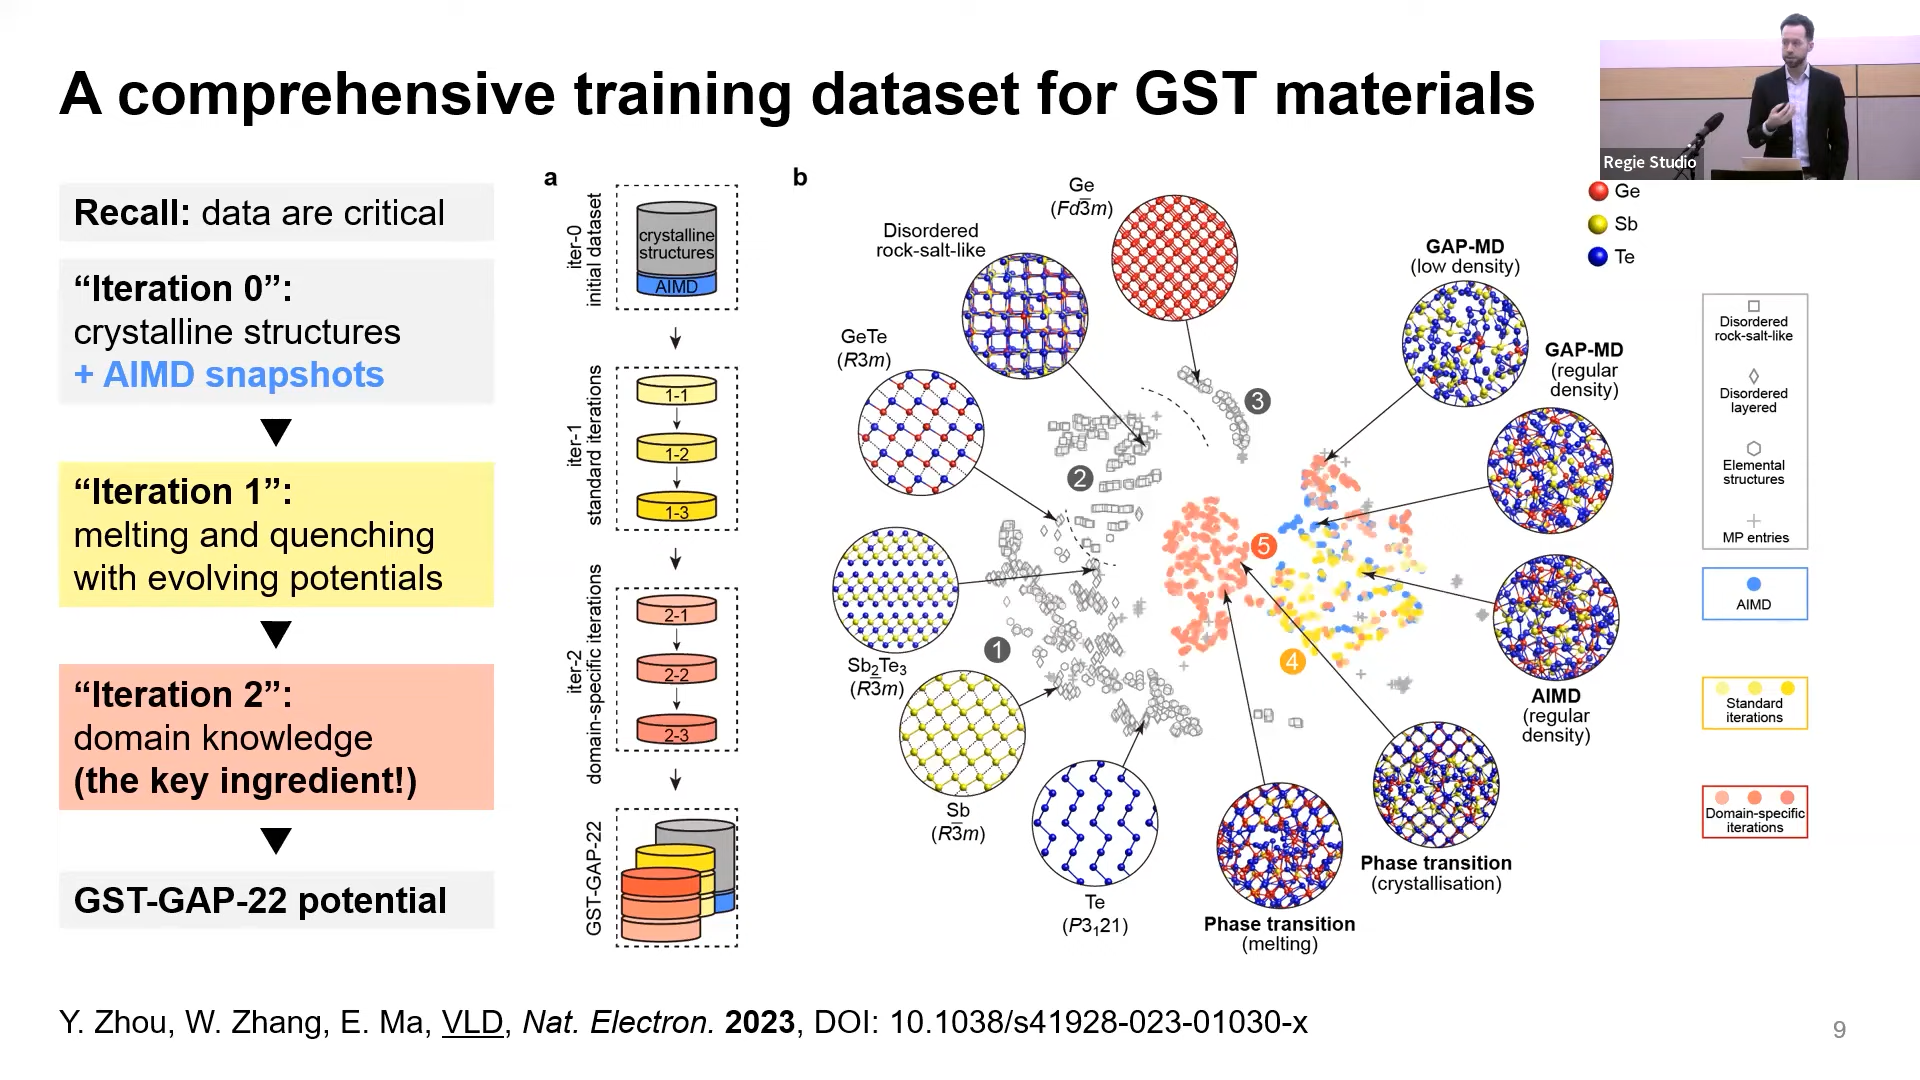 A comprehensive training dataset for GST materials
Regie Studio
Recall: data are critical
“Iteration 0”:
crystalline structures
+ AIMD snapshots
“Iteration 1”:
melting and quenching
with evolving potentials
“Iteration 2”:
domain knowledge
(the key ingredient!)
GST-GAP-22 potential
a
iter-0
initial dataset
crystalline
structures
AIMD
iter-1
standard iterations
1-1
1-2
1-3
iter-2
domain-specific iterations
2-1
2-2
2-3
GST-GAP-22
b
Ge
(Fd3̅m)
Disordered
rock-salt-like
GeTe
(R3m)
Sb₂Te₃
(R3̅m)
Sb
(R3̅m)
Te
(P3₁21)
1
2
3
4
5
GAP-MD
(low density)
GAP-MD
(regular
density)
AIMD
(regular
density)
Phase transition
(crystallisation)
Phase transition
(melting)
Ge
Sb
Te
Disordered
rock-salt-like
Disordered
layered
Elemental
structures
MP entries
AIMD
Standard
iterations
Domain-specific
iterations
Y. Zhou, W. Zhang, E. Ma, VLD, Nat. Electron. 2023, DOI: 10.1038/s41928-023-01030-x
9